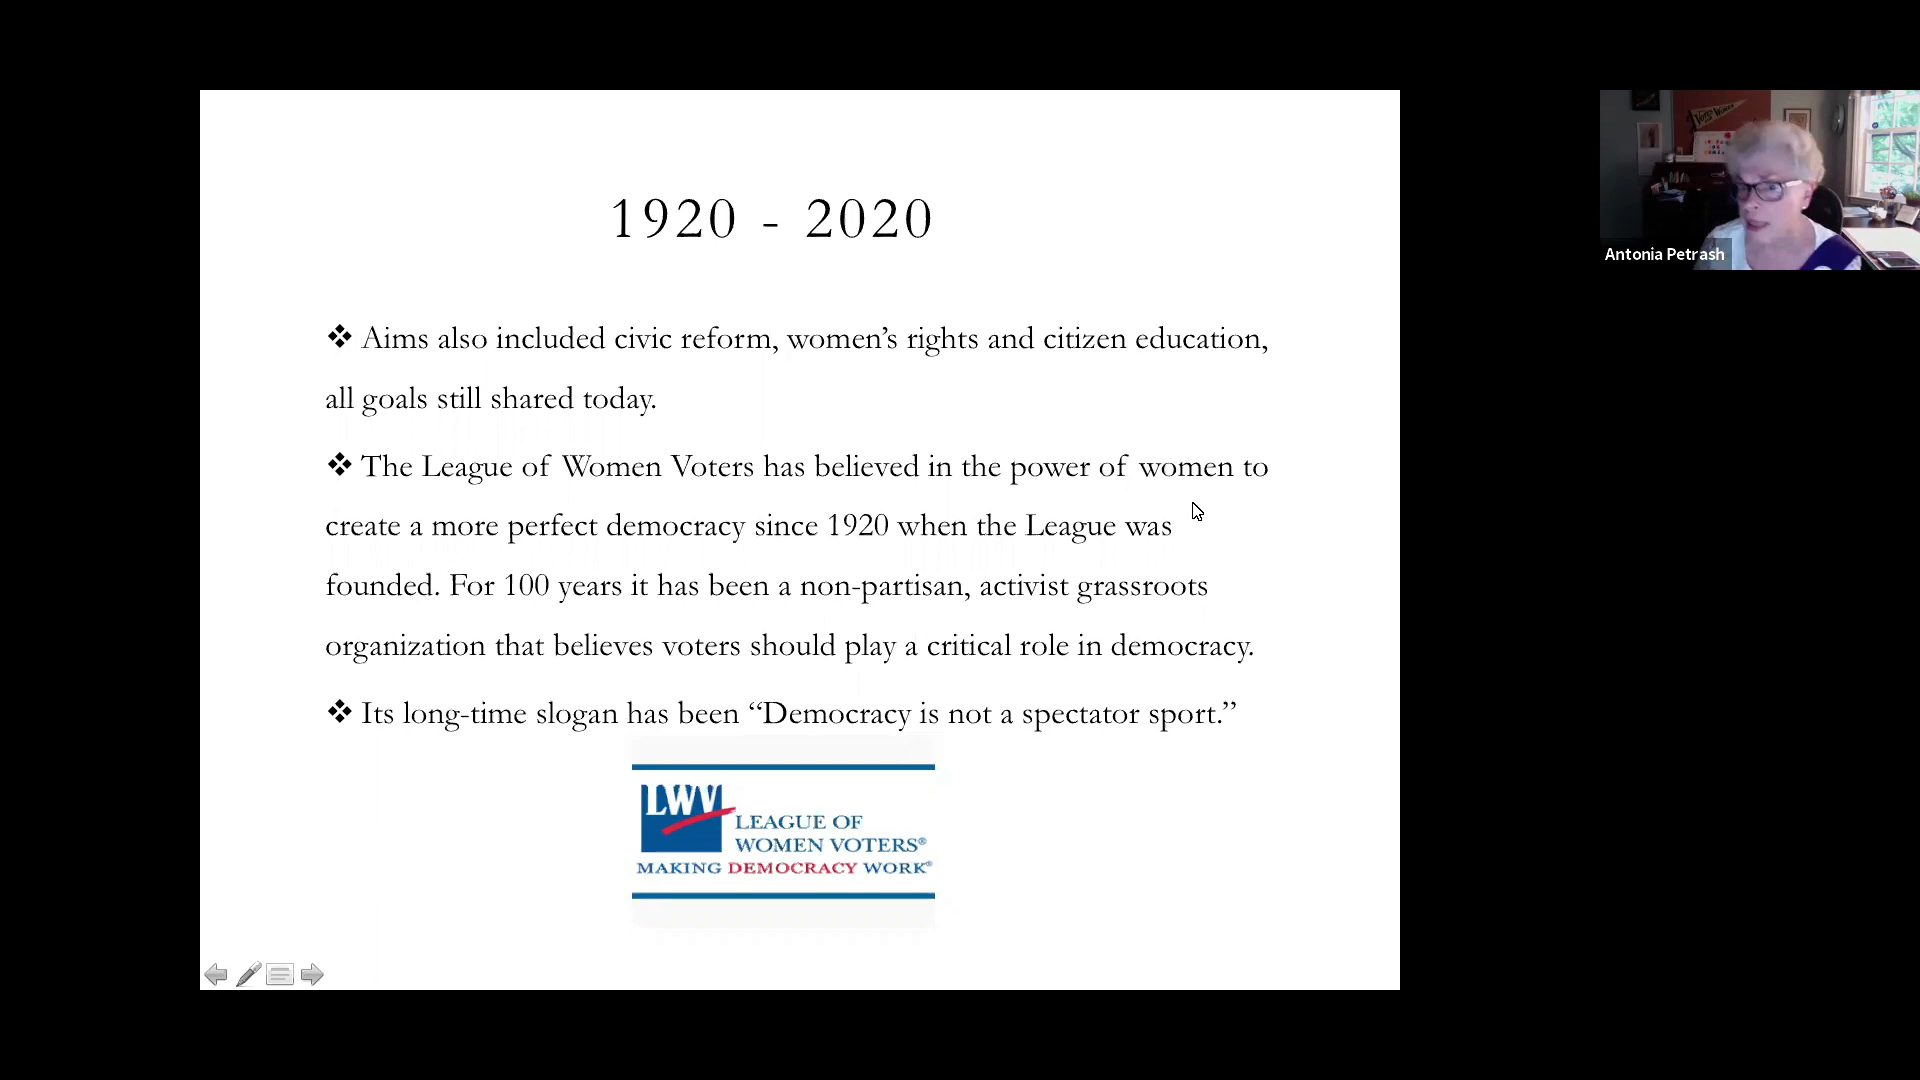 1920 - 2020
❖ Aims also included civic reform, women’s rights and citizen education,
all goals still shared today.
❖ The League of Women Voters has believed in the power of women to
create a more perfect democracy since 1920 when the League was
founded. For 100 years it has been a non-partisan, activist grassroots
organization that believes voters should play a critical role in democracy.
❖ Its long-time slogan has been “Democracy is not a spectator sport.”
LWV
LEAGUE OF
WOMEN VOTERS®
MAKING DEMOCRACY WORK®
Votes for Women
Antonia Petrash